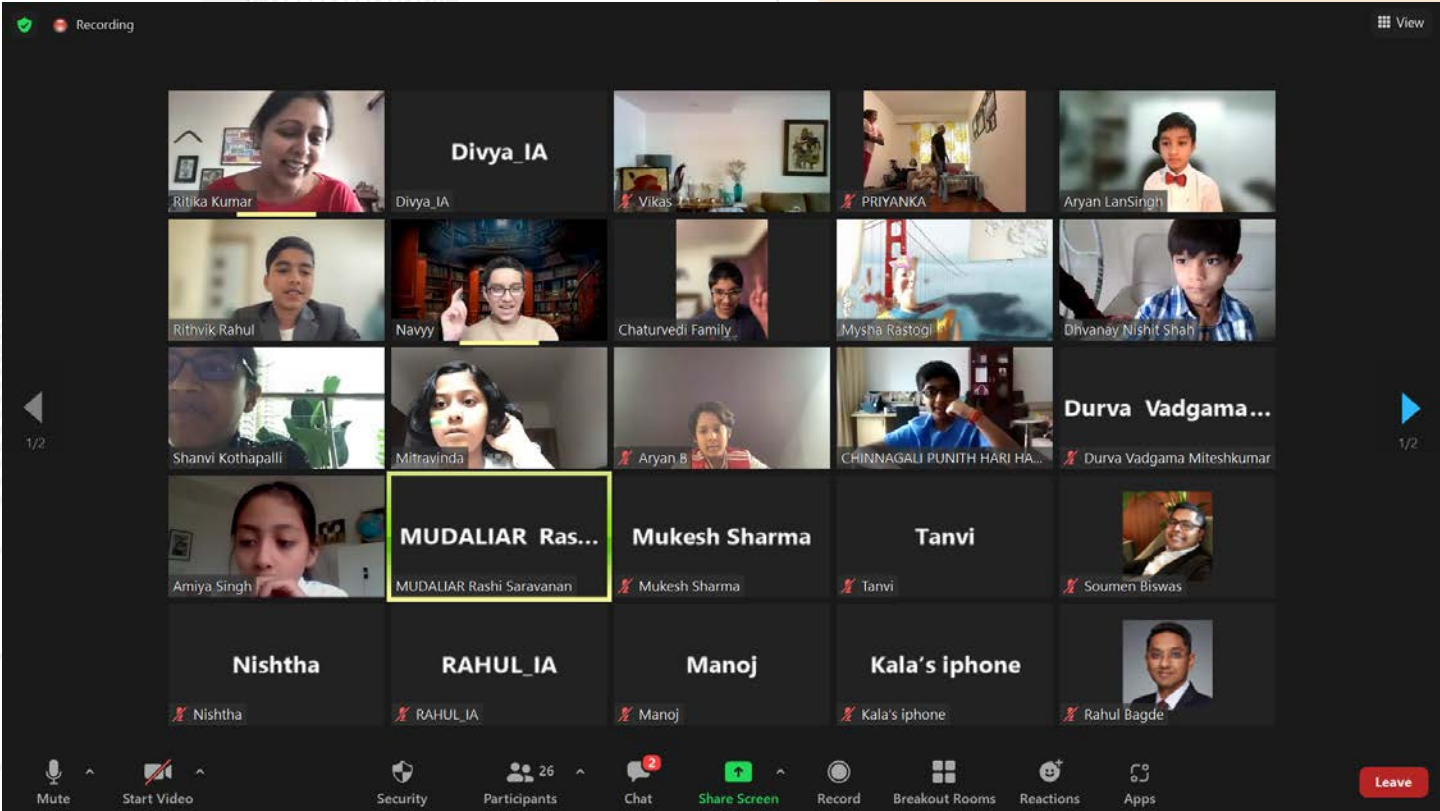 Recording
View
Ritika Kumar
Divya_IA
Divya_IA
Vikas
PRIYANKA
Aryan LanSingh
Rithvik Rahul
Navyy
Chaturvedi Family
Mysha Rastogi
Dhvanay Nishit Shah
Shanvi Kothapalli
Mitravinda
Aryan B
CHINNAGALI PUNITH HARI HA...
Durva Vadgama...
Durva Vadgama Miteshkumar
1/2
1/2
Amiya Singh
MUDALIAR Ras...
MUDALIAR Rashi Saravanan
Mukesh Sharma
Mukesh Sharma
Tanvi
Tanvi
Soumen Biswas
Nishtha
Nishtha
RAHUL_IA
RAHUL_IA
Manoj
Manoj
Kala's iphone
Kala's iphone
Rahul Bagde
Mute
Start Video
Security
26
Participants
2
Chat
Share Screen
Record
Breakout Rooms
Reactions
Apps
Leave